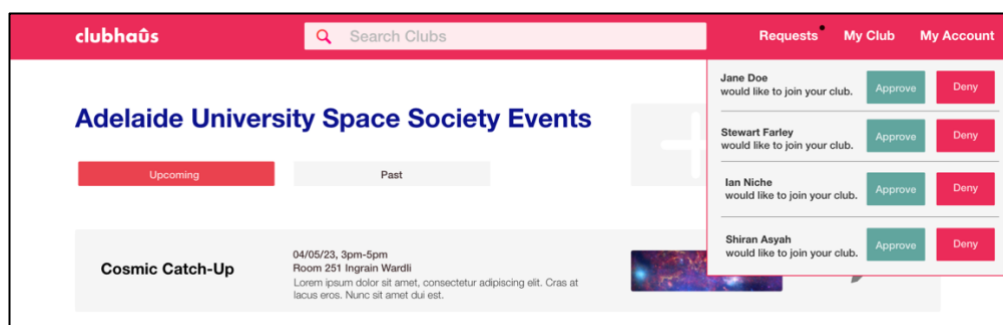 clubhaûs
Search Clubs
Requests
My Club
My Account
Jane Doe
would like to join your club.
Approve
Deny
Stewart Farley
would like to join your club.
Approve
Deny
Ian Niche
would like to join your club.
Approve
Deny
Shiran Asyah
would like to join your club.
Approve
Deny
Adelaide University Space Society Events
Upcoming
Past
Cosmic Catch-Up
04/05/23, 3pm-5pm
Room 251 Ingrain Wardli
Lorem ipsum dolor sit amet, consectetur adipiscing elit. Cras at
lacus eros. Nunc sit amet dui est.